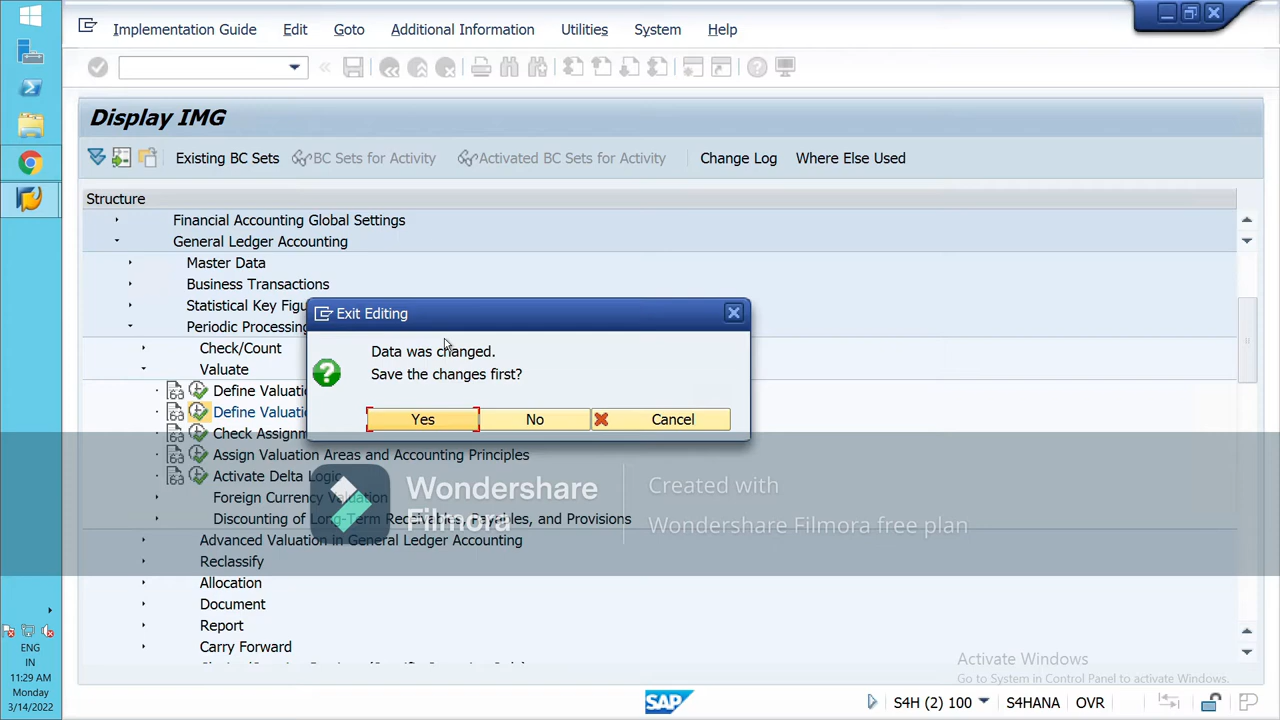 Implementation Guide Edit Goto Additional Information Utilities System Help
Display IMG
Existing BC Sets BC Sets for Activity Activated BC Sets for Activity Change Log Where Else Used
Structure
Financial Accounting Global Settings
General Ledger Accounting
Master Data
Business Transactions
Statistical Key Figu
Periodic Processing
Exit Editing
Check/Count
Data was changed.
Valuate
Save the changes first?
Define Valuatio
Define Valuatio
Yes No Cancel
Check Assignm
Assign Valuation Areas and Accounting Principles
Activate Delta Logic
Foreign Currency Valuation
Wondershare
Filmora
Created with
Wondershare Filmora free plan
Discounting of Long-Term Receivables, Payables, and Provisions
Advanced Valuation in General Ledger Accounting
Reclassify
Allocation
Document
Report
Carry Forward
Activate Windows
Go to System in Control Panel to activate Windows.
ENG
IN
11:29 AM
Monday
3/14/2022
SAP S4H (2) 100 S4HANA OVR